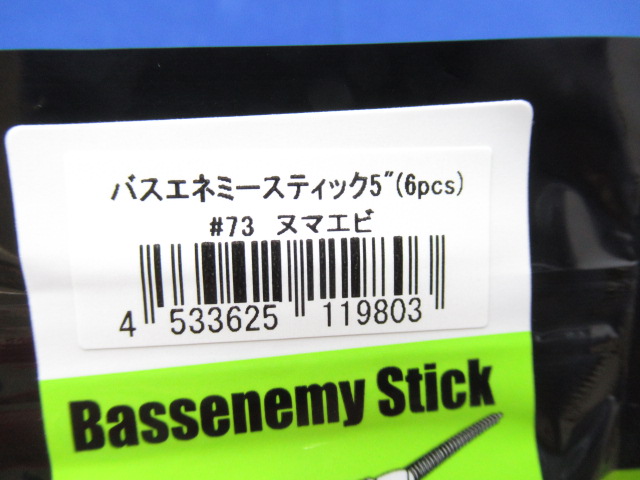 バスエネミースティック5"(6pcs)
#73 ヌマエビ
4 533625 119803
Bassenemy Stick